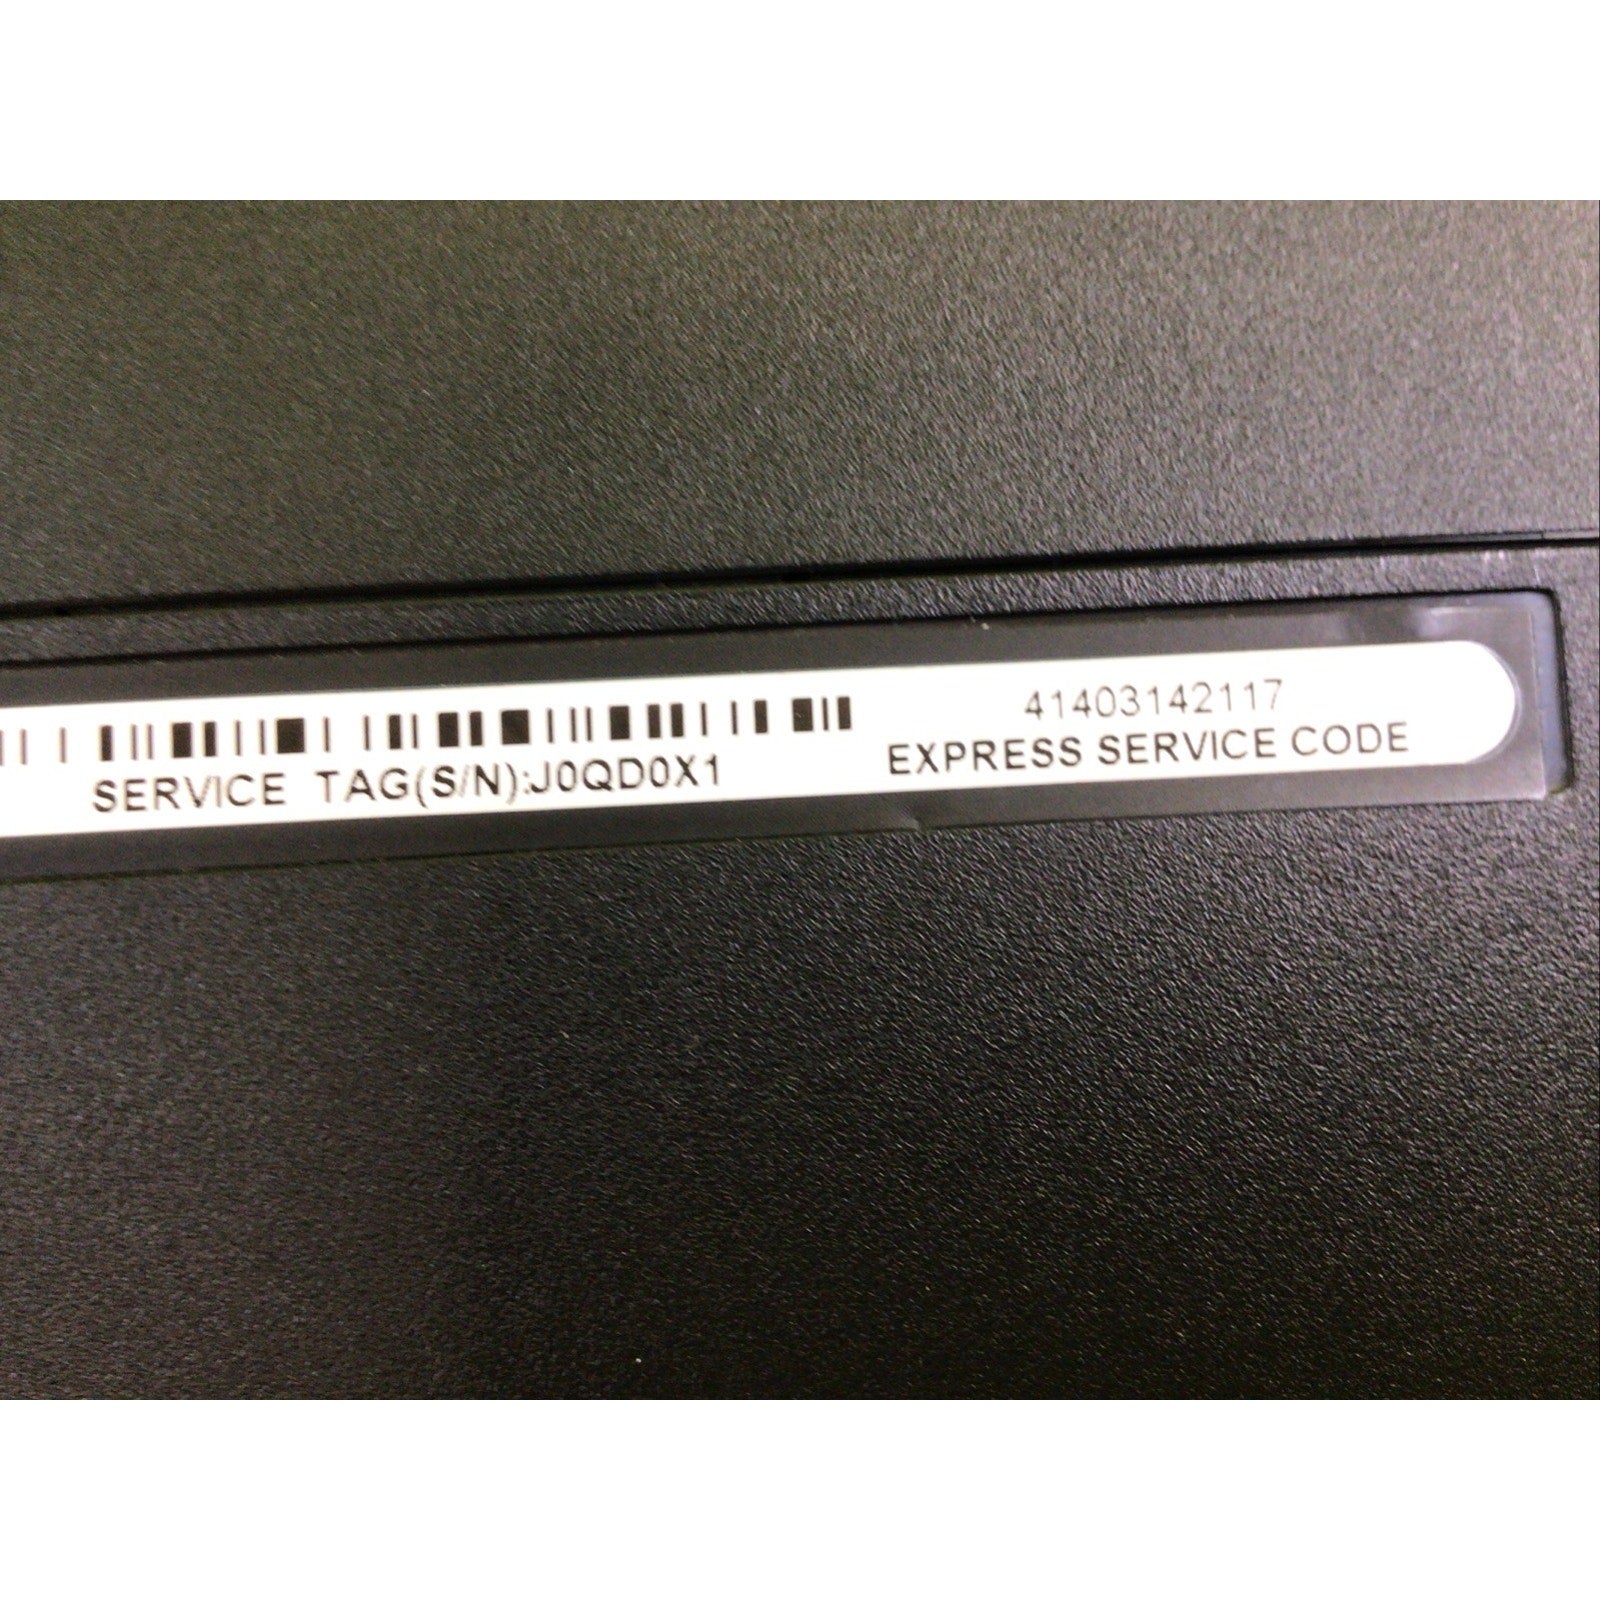 41403142117
SERVICE TAG(S/N):J0QD0X1
EXPRESS SERVICE CODE